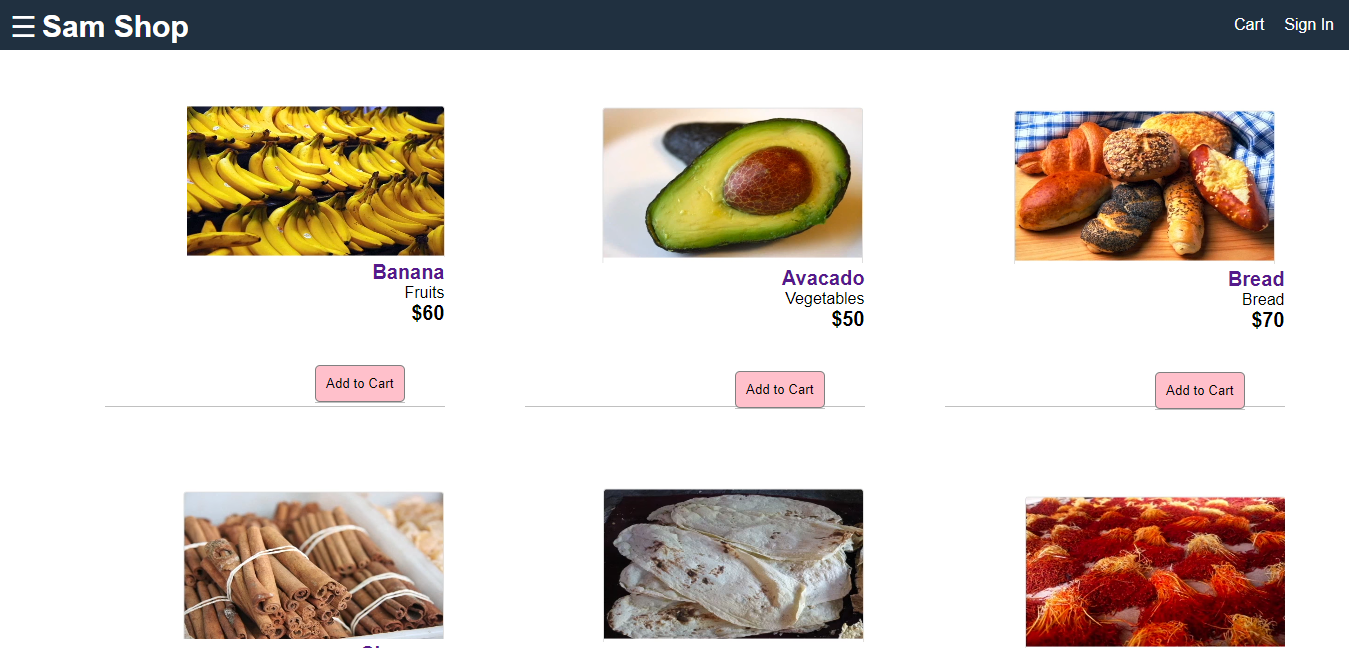 ☰ Sam Shop
Cart Sign In
Banana
Fruits
$60
Add to Cart
Avacado
Vegetables
$50
Add to Cart
Bread
Bread
$70
Add to Cart